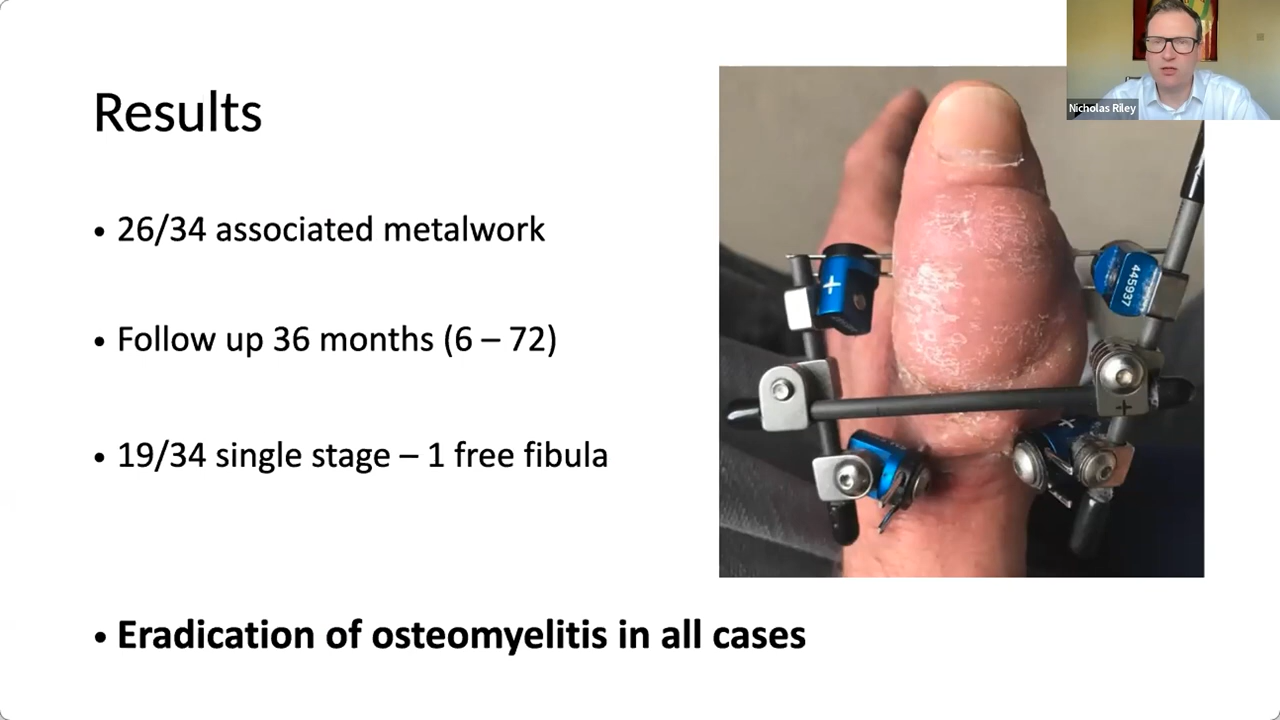 Nicholas Riley
Results
• 26/34 associated metalwork
• Follow up 36 months (6 – 72)
• 19/34 single stage – 1 free fibula
• Eradication of osteomyelitis in all cases
445937